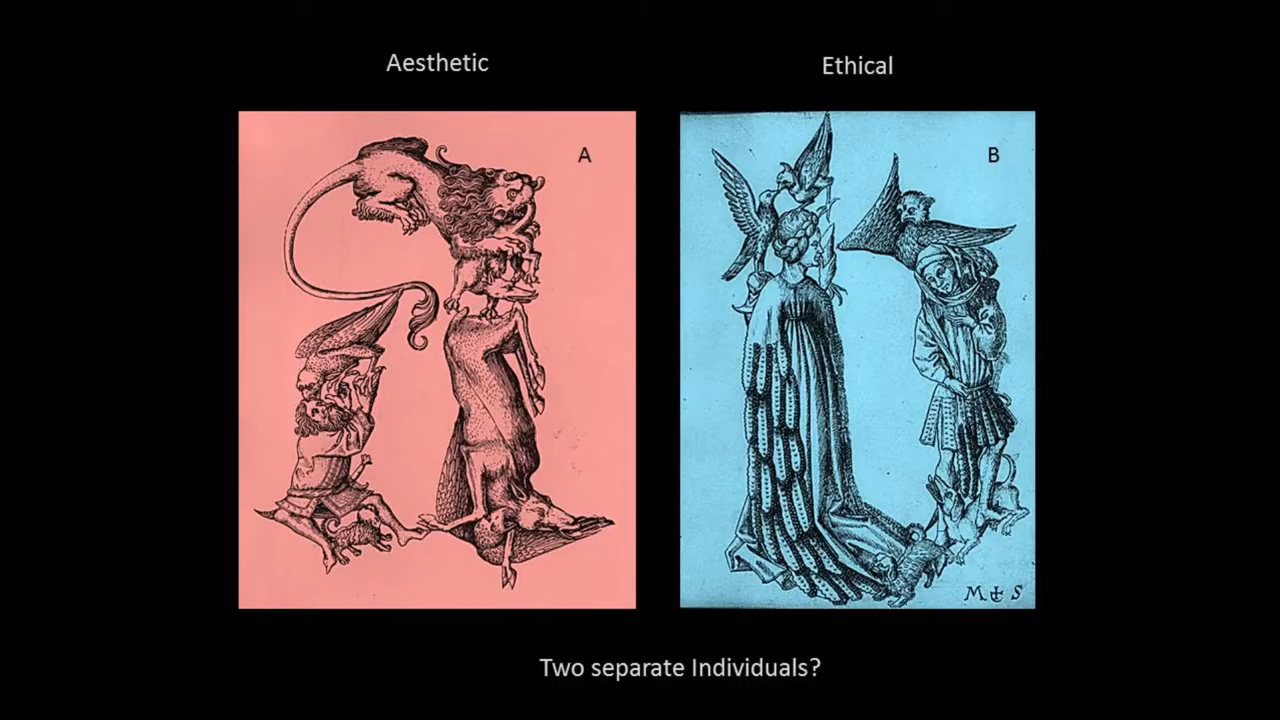 Aesthetic
Ethical
A
B
M‡S
Two separate Individuals?